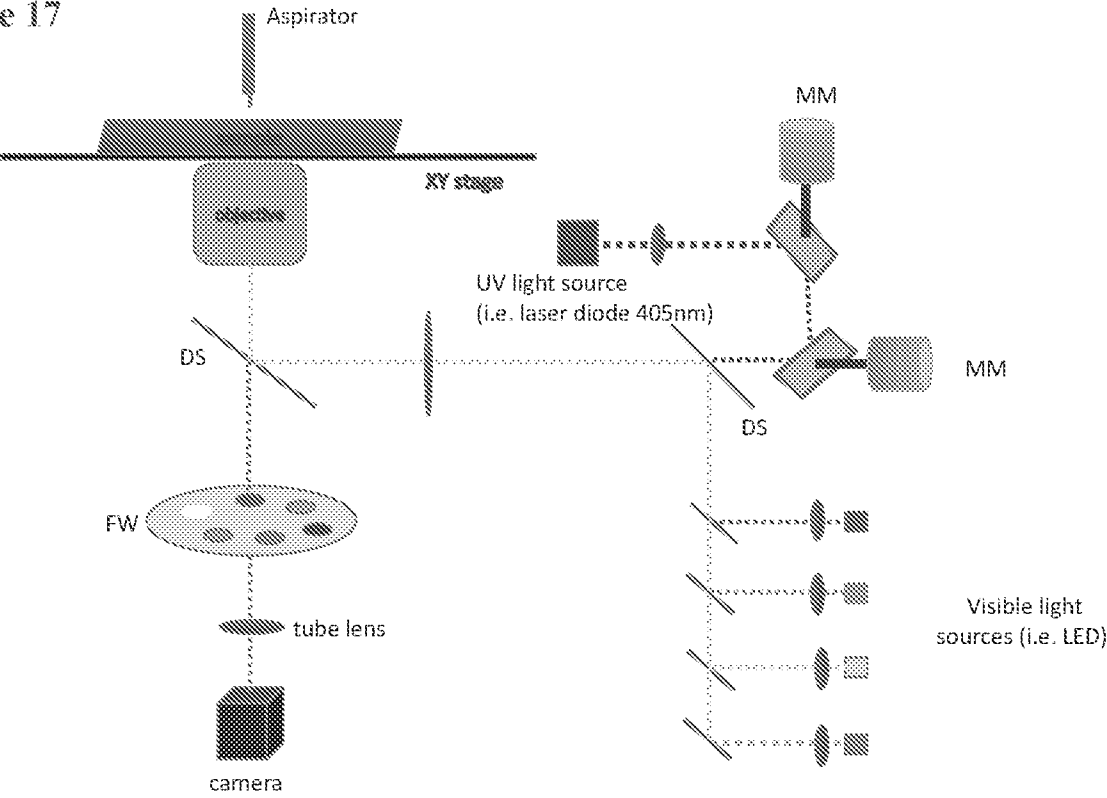 e 17
Aspirator
MM
XY stage
objective
UV light source
(i.e. laser diode 405nm)
DS
MM
DS
FW
Visible light
sources (i.e. LED)
tube lens
camera